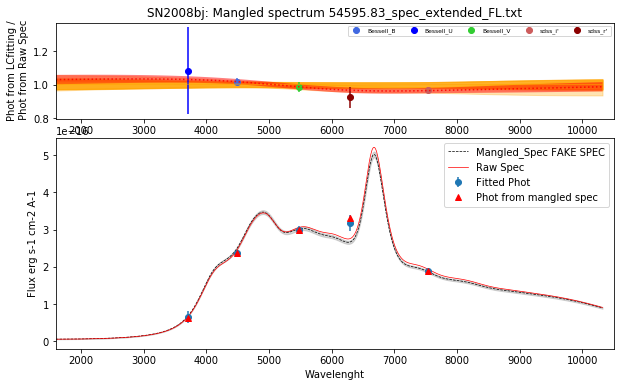 SN2008bj: Mangled spectrum 54595.83_spec_extended_FL.txt
Phot from LCfitting /
Phot from Raw Spec
1.2
1.0
0.8
Bessell_B
Bessell_U
Bessell_V
sdss_i'
sdss_r'
2000 3000 4000 5000 6000 7000 8000 9000 10000
1e−16
Flux erg s-1 cm-2 A-1
5
4
3
2
1
0
Mangled_Spec FAKE SPEC
Raw Spec
Fitted Phot
Phot from mangled spec
2000 3000 4000 5000 6000 7000 8000 9000 10000
Wavelenght